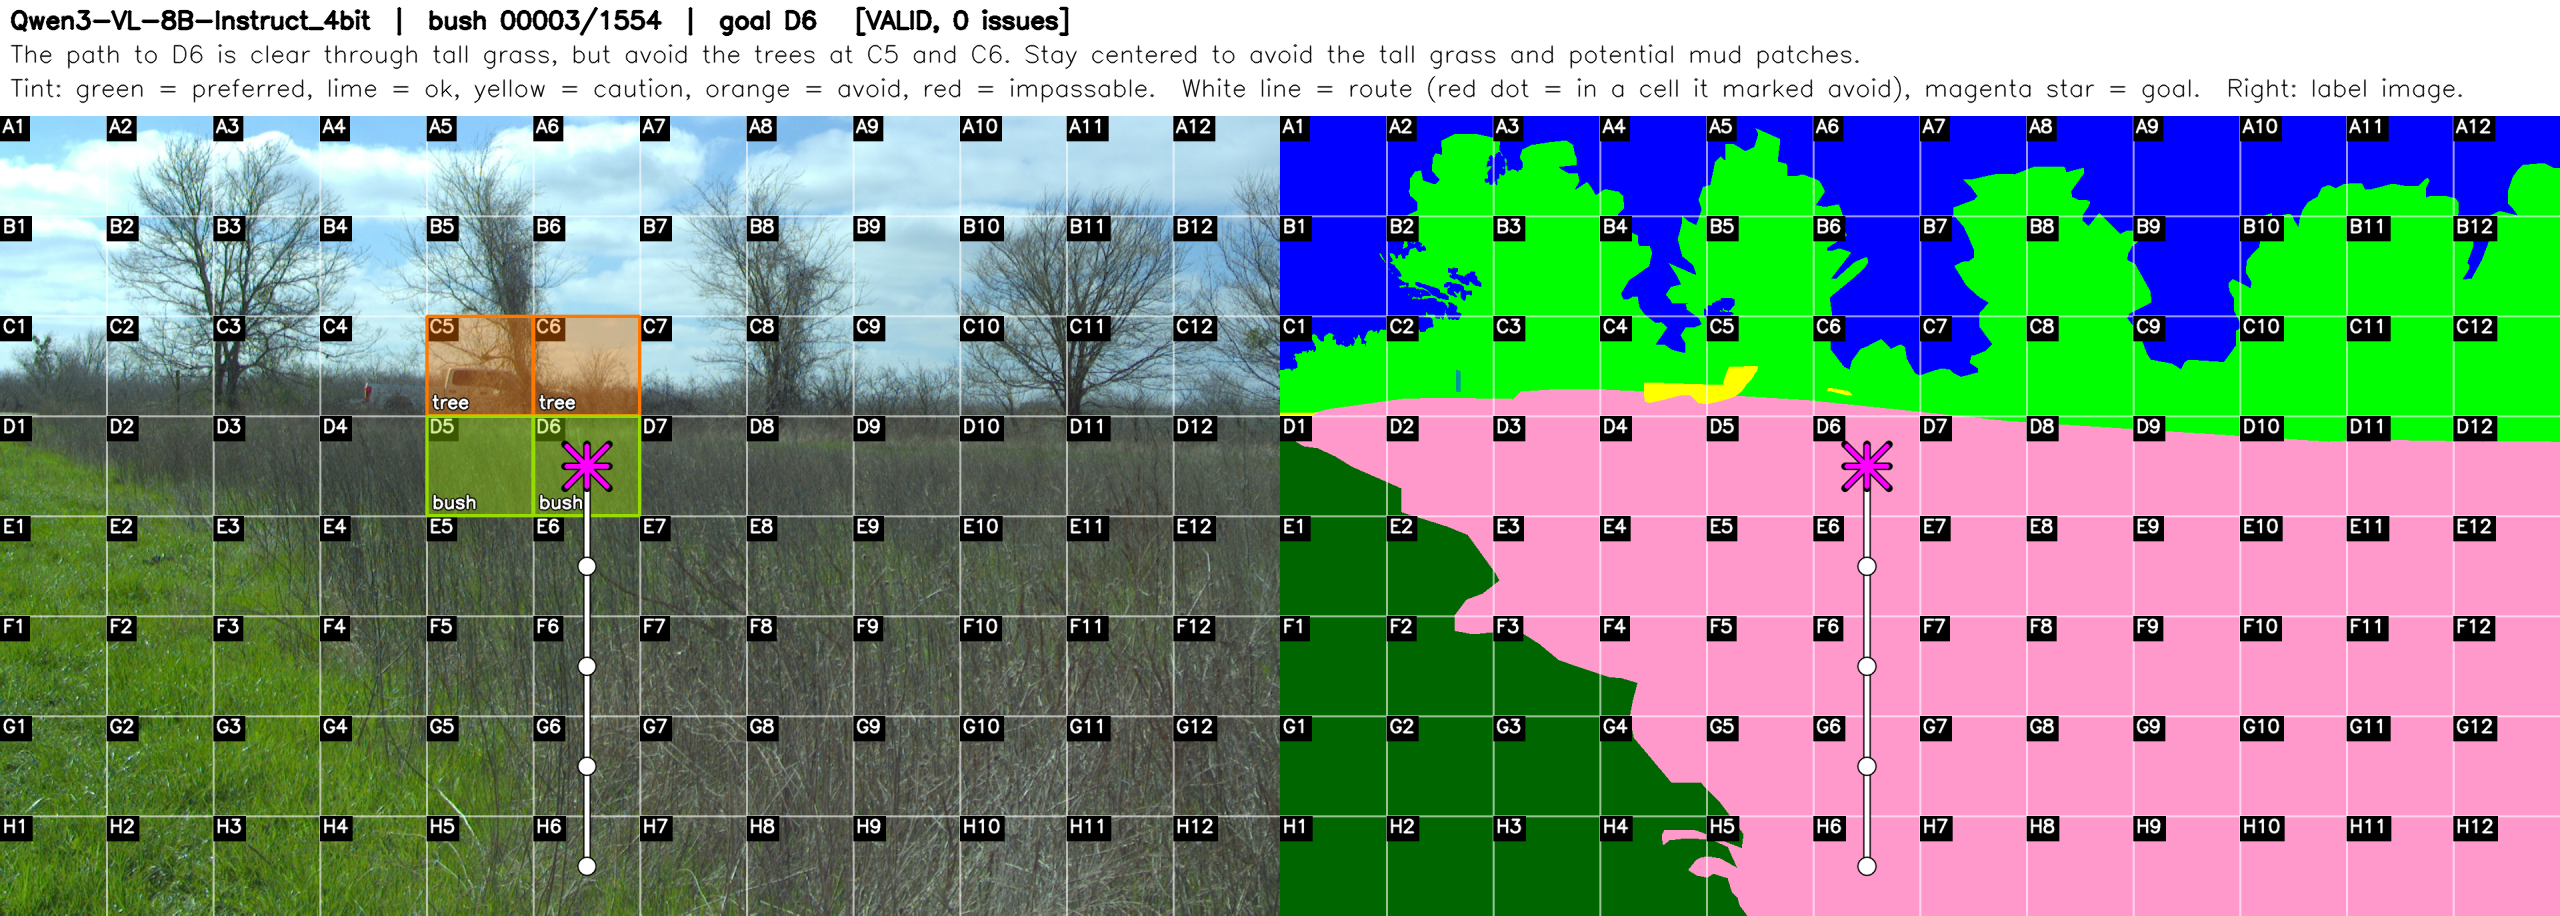 Qwen3-VL-8B-Instruct_4bit | bush 00003/1554 | goal D6 [VALID, 0 issues]
The path to D6 is clear through tall grass, but avoid the trees at C5 and C6. Stay centered to avoid the tall grass and potential mud patches.
Tint: green = preferred, lime = ok, yellow = caution, orange = avoid, red = impassable. White line = route (red dot = in a cell it marked avoid), magenta star = goal. Right: label image.
A1 A2 A3 A4 A5 A6 A7 A8 A9 A10 A11 A12 A1 A2 A3 A4 A5 A6 A7 A8 A9 A10 A11 A12
B1 B2 B3 B4 B5 B6 B7 B8 B9 B10 B11 B12 B1 B2 B3 B4 B5 B6 B7 B8 B9 B10 B11 B12
C1 C2 C3 C4 C5 C6 C7 C8 C9 C10 C11 C12 C1 C2 C3 C4 C5 C6 C7 C8 C9 C10 C11 C12
tree tree
D1 D2 D3 D4 D5 D6 D7 D8 D9 D10 D11 D12 D1 D2 D3 D4 D5 D6 D7 D8 D9 D10 D11 D12
bush bush
E1 E2 E3 E4 E5 E6 E7 E8 E9 E10 E11 E12 E1 E2 E3 E4 E5 E6 E7 E8 E9 E10 E11 E12
F1 F2 F3 F4 F5 F6 F7 F8 F9 F10 F11 F12 F1 F2 F3 F4 F5 F6 F7 F8 F9 F10 F11 F12
G1 G2 G3 G4 G5 G6 G7 G8 G9 G10 G11 G12 G1 G2 G3 G4 G5 G6 G7 G8 G9 G10 G11 G12
H1 H2 H3 H4 H5 H6 H7 H8 H9 H10 H11 H12 H1 H2 H3 H4 H5 H6 H7 H8 H9 H10 H11 H12